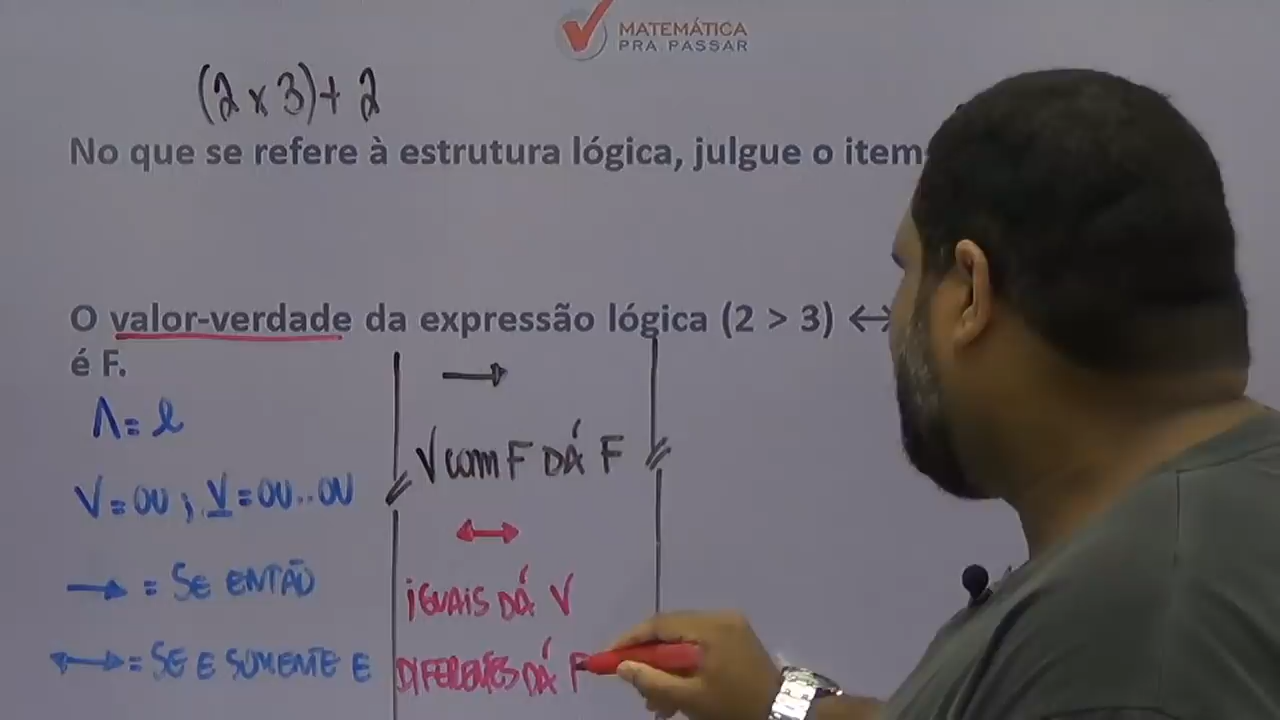 MATEMÁTICA
PRA PASSAR
(2 x 3) + 2
No que se refere à estrutura lógica, julgue o item
O valor-verdade da expressão lógica (2 > 3) ↔
é F.
Λ = e
V = OU ; V = OU..OU
→ = SE ENTÃO
↔ = SE E SOMENTE E
→
V com F DÁ F
↔
iGUAiS DÁ V
DIFERENTES DÁ F